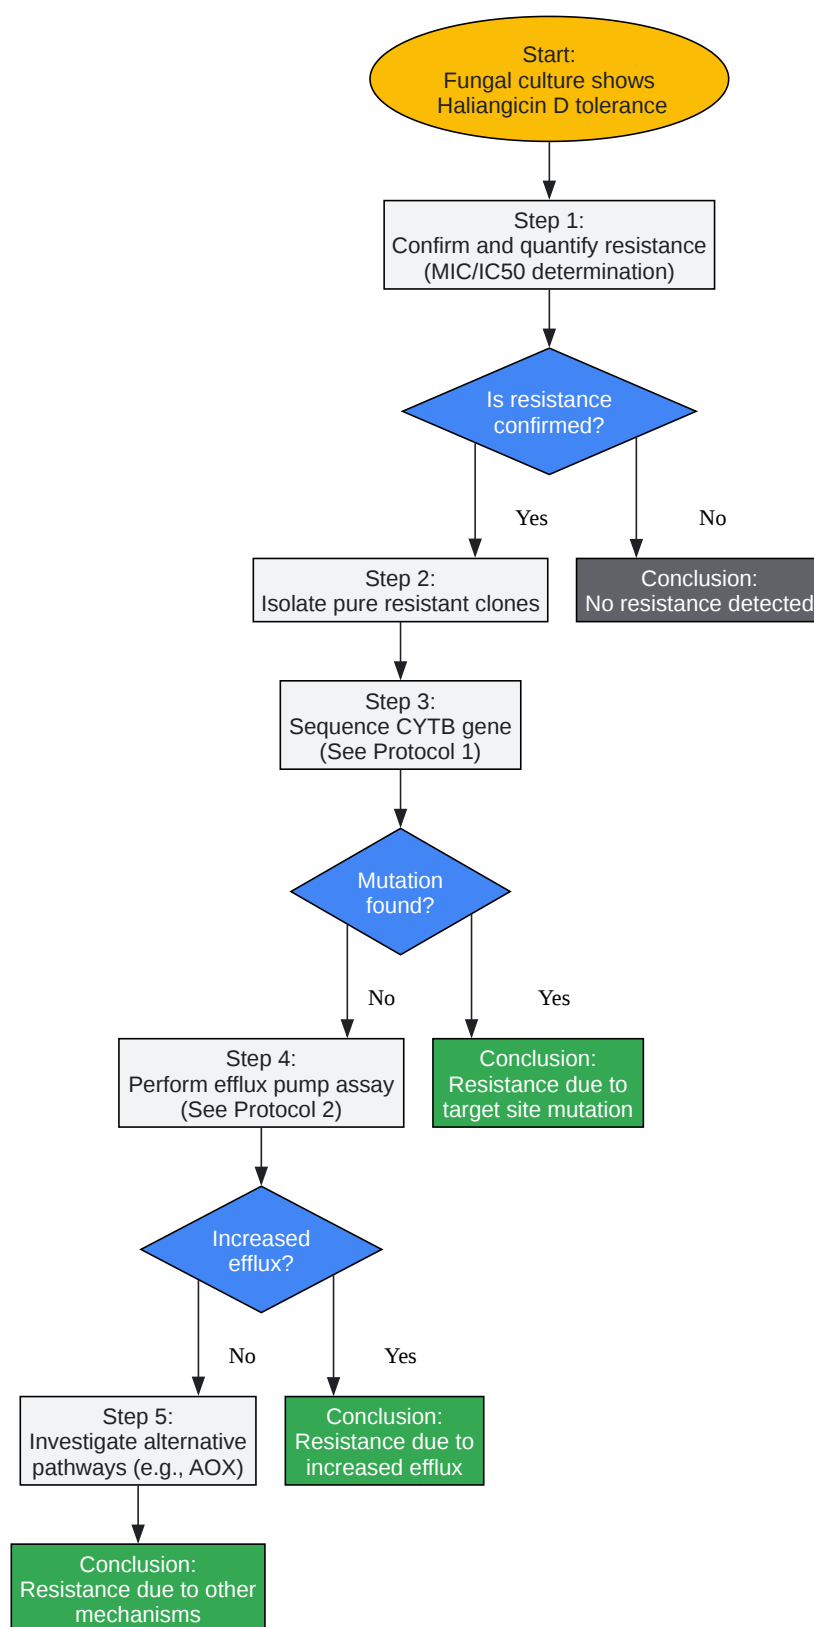 Start:
Fungal culture shows
Haliangicin D tolerance
Step 1:
Confirm and quantify resistance
(MIC/IC50 determination)
Is resistance
confirmed?
Yes
No
Step 2:
Isolate pure resistant clones
Conclusion:
No resistance detected
Step 3:
Sequence CYTB gene
(See Protocol 1)
Mutation
found?
No
Yes
Step 4:
Perform efflux pump assay
(See Protocol 2)
Conclusion:
Resistance due to
target site mutation
Increased
efflux?
No
Yes
Step 5:
Investigate alternative
pathways (e.g., AOX)
Conclusion:
Resistance due to
increased efflux
Conclusion:
Resistance due to other
mechanisms